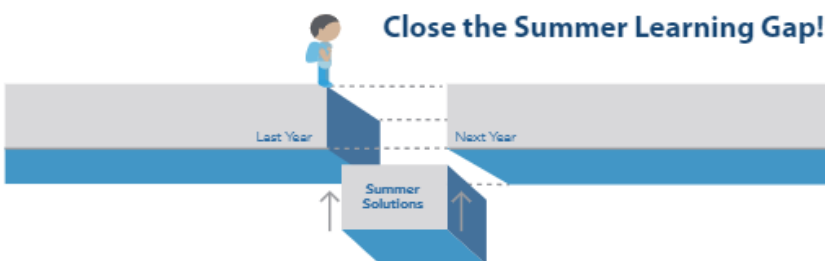 Close the Summer Learning Gap!
Last Year
Next Year
Summer
Solutions